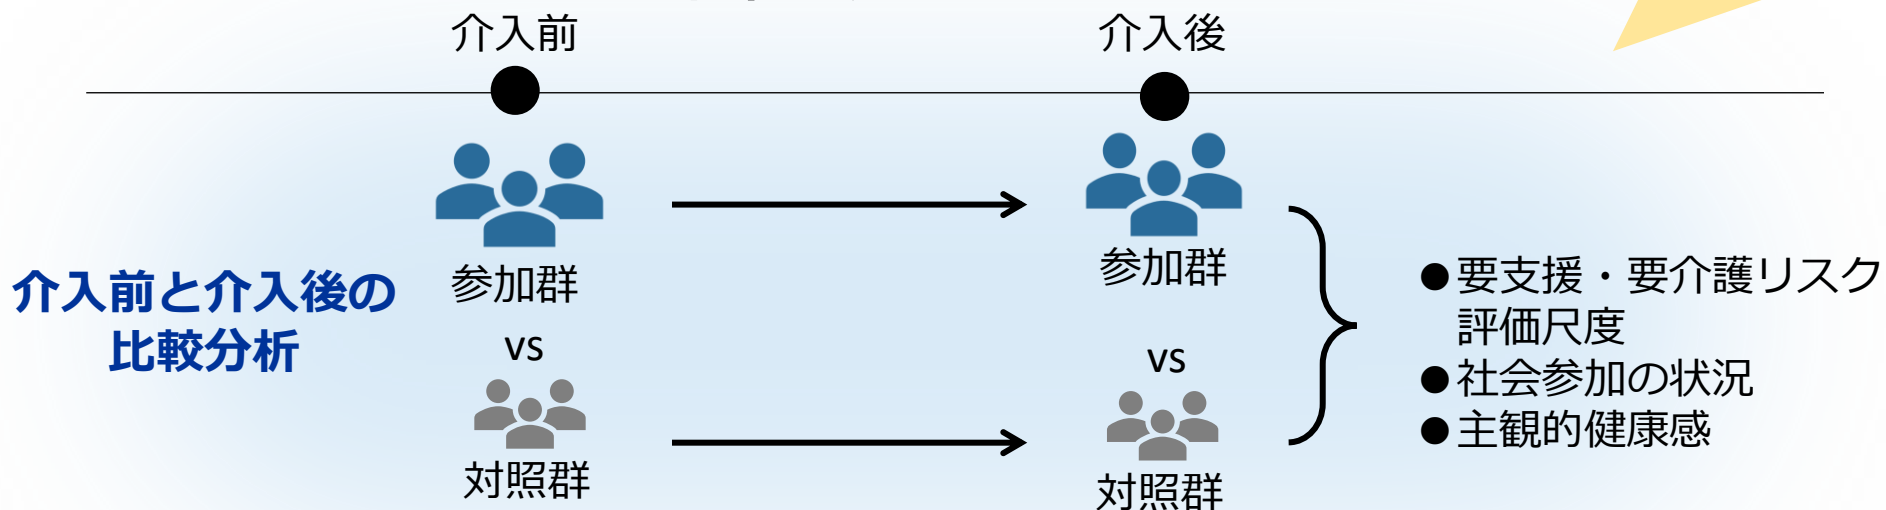 介入前
介入後
参加群
参加群
介入前と介入後の
比較分析
vs
vs
対照群
対照群
●要支援・要介護リスク
評価尺度
●社会参加の状況
●主観的健康感